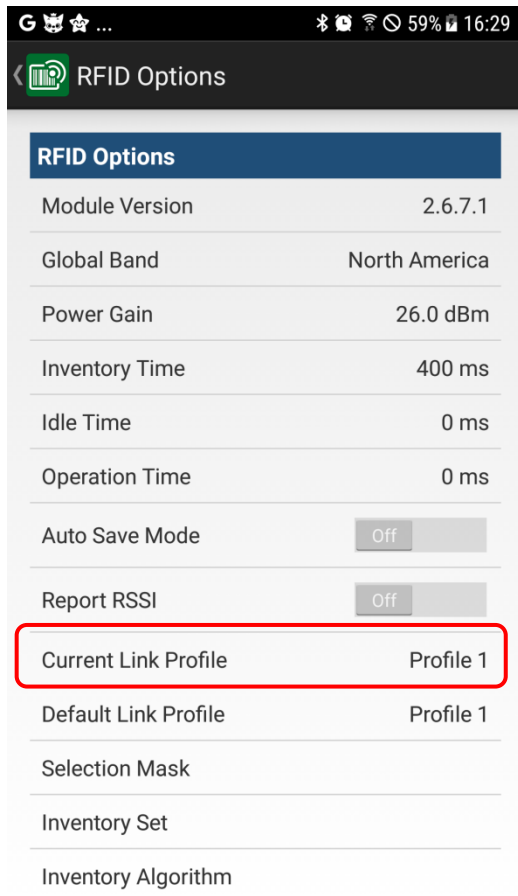 G ... 59% 16:29
RFID Options
RFID Options
Module Version 2.6.7.1
Global Band North America
Power Gain 26.0 dBm
Inventory Time 400 ms
Idle Time 0 ms
Operation Time 0 ms
Auto Save Mode Off
Report RSSI Off
Current Link Profile Profile 1
Default Link Profile Profile 1
Selection Mask
Inventory Set
Inventory Algorithm